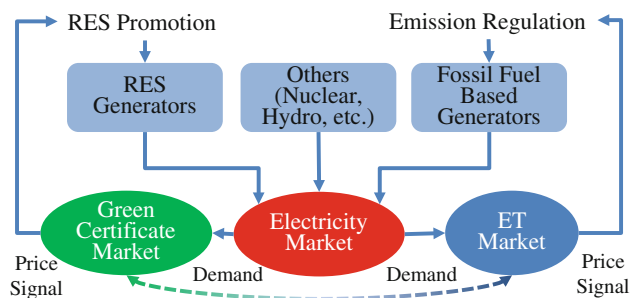 RES Promotion
Emission Regulation
RES
Generators
Others
(Nuclear,
Hydro, etc.)
Fossil Fuel
Based
Generators
Green
Certificate
Market
Electricity
Market
ET
Market
Price
Signal
Demand
Demand
Price
Signal